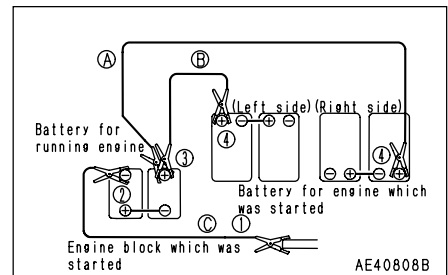 A
B
(Left side)(Right side)
Battery for
running engine
3
4
4
2
Battery for engine which
was started
C 1
Engine block which was
started
AE40808B